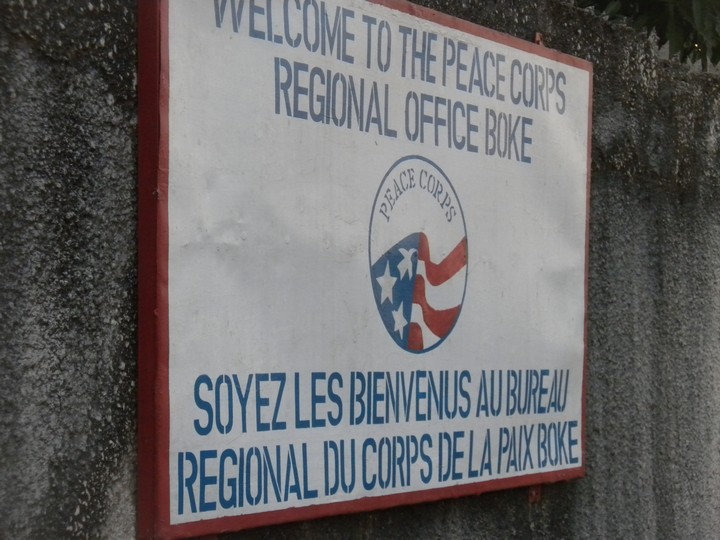 WELCOME TO THE PEACE CORPS
REGIONAL OFFICE BOKE
PEACE CORPS
SOYEZ LES BIENVENUS AU BUREAU
REGIONAL DU CORPS DE LA PAIX BOKE